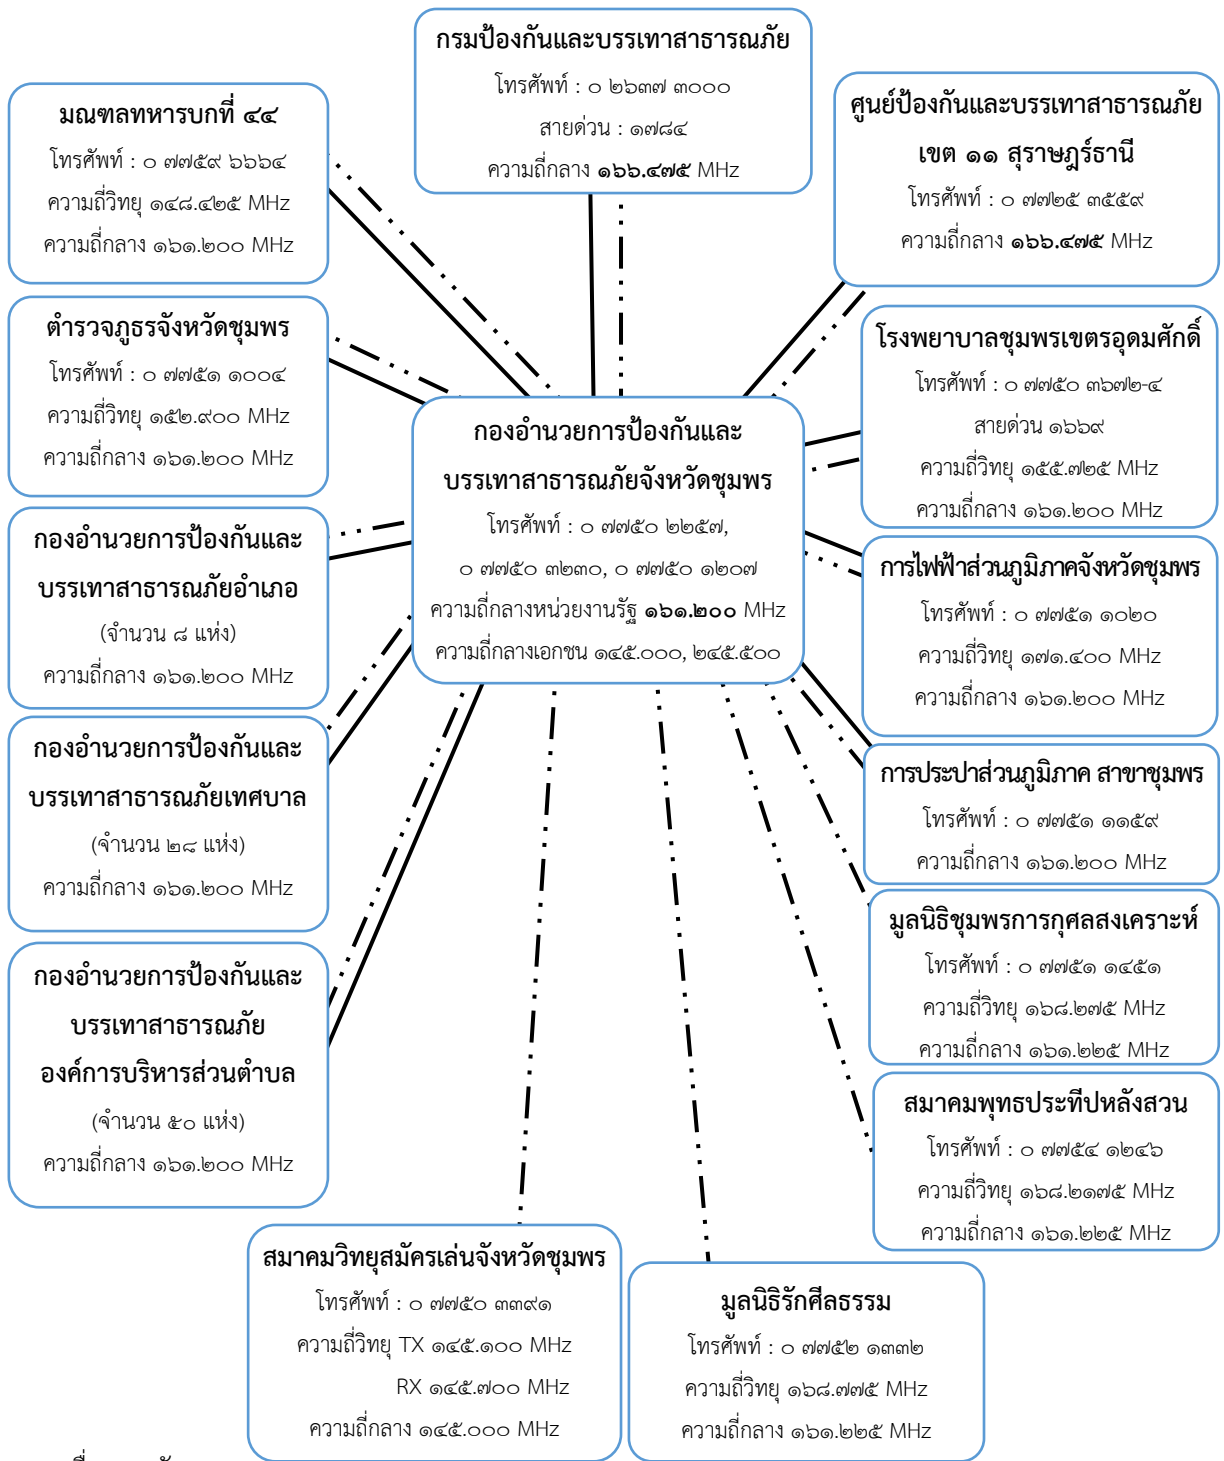 กรมป้องกันและบรรเทาสาธารณภัย
โทรศัพท์ : ๐ ๒๖๓๗ ๓๐๐๐
สายด่วน : ๑๗๘๔
ความถี่กลาง ๑๖๖.๔๗๕ MHz
มณฑลทหารบกที่ ๔๔
โทรศัพท์ : ๐ ๗๗๕๙ ๖๖๖๔
ความถี่วิทยุ ๑๔๘.๔๒๕ MHz
ความถี่กลาง ๑๖๑.๒๐๐ MHz
ศูนย์ป้องกันและบรรเทาสาธารณภัย
เขต ๑๑ สุราษฎร์ธานี
โทรศัพท์ : ๐ ๗๗๒๕ ๓๕๕๙
ความถี่กลาง ๑๖๖.๔๗๕ MHz
ตำรวจภูธรจังหวัดชุมพร
โทรศัพท์ : ๐ ๗๗๕๑ ๑๐๐๔
ความถี่วิทยุ ๑๕๒.๙๐๐ MHz
ความถี่กลาง ๑๖๑.๒๐๐ MHz
โรงพยาบาลชุมพรเขตรอุดมศักดิ์
โทรศัพท์ : ๐ ๗๗๕๐ ๓๖๗๒-๔
สายด่วน ๑๖๖๙
ความถี่วิทยุ ๑๕๕.๗๒๕ MHz
ความถี่กลาง ๑๖๑.๒๐๐ MHz
กองอำนวยการป้องกันและ
บรรเทาสาธารณภัยจังหวัดชุมพร
โทรศัพท์ : ๐ ๗๗๕๐ ๒๒๕๗,
๐ ๗๗๕๐ ๓๒๓๐, ๐ ๗๗๕๐ ๑๒๐๗
ความถี่กลางหน่วยงานรัฐ ๑๖๑.๒๐๐ MHz
ความถี่กลางเอกชน ๑๔๕.๐๐๐, ๒๔๕.๕๐๐
กองอำนวยการป้องกันและ
บรรเทาสาธารณภัยอำเภอ
(จำนวน ๘ แห่ง)
ความถี่กลาง ๑๖๑.๒๐๐ MHz
การไฟฟ้าส่วนภูมิภาคจังหวัดชุมพร
โทรศัพท์ : ๐ ๗๗๕๑ ๑๐๒๐
ความถี่วิทยุ ๑๗๑.๔๐๐ MHz
ความถี่กลาง ๑๖๑.๒๐๐ MHz
กองอำนวยการป้องกันและ
บรรเทาสาธารณภัยเทศบาล
(จำนวน ๒๘ แห่ง)
ความถี่กลาง ๑๖๑.๒๐๐ MHz
การประปาส่วนภูมิภาค สาขาชุมพร
โทรศัพท์ : ๐ ๗๗๕๑ ๑๑๕๙
ความถี่กลาง ๑๖๑.๒๐๐ MHz
มูลนิธิชุมพรการกุศลสงเคราะห์
โทรศัพท์ : ๐ ๗๗๕๑ ๑๔๕๑
ความถี่วิทยุ ๑๖๘.๒๗๕ MHz
ความถี่กลาง ๑๖๑.๒๒๕ MHz
กองอำนวยการป้องกันและ
บรรเทาสาธารณภัย
องค์การบริหารส่วนตำบล
(จำนวน ๕๐ แห่ง)
ความถี่กลาง ๑๖๑.๒๐๐ MHz
สมาคมพุทธประทีปหลังสวน
โทรศัพท์ : ๐ ๗๗๕๔ ๑๒๔๖
ความถี่วิทยุ ๑๖๘.๒๑๗๕ MHz
ความถี่กลาง ๑๖๑.๒๒๕ MHz
สมาคมวิทยุสมัครเล่นจังหวัดชุมพร
โทรศัพท์ : ๐ ๗๗๕๐ ๓๓๙๑
ความถี่วิทยุ TX ๑๔๕.๑๐๐ MHz
RX ๑๔๕.๗๐๐ MHz
ความถี่กลาง ๑๔๕.๐๐๐ MHz
มูลนิธิรักศีลธรรม
โทรศัพท์ : ๐ ๗๗๕๒ ๑๓๓๒
ความถี่วิทยุ ๑๖๘.๗๗๕ MHz
ความถี่กลาง ๑๖๑.๒๒๕ MHz